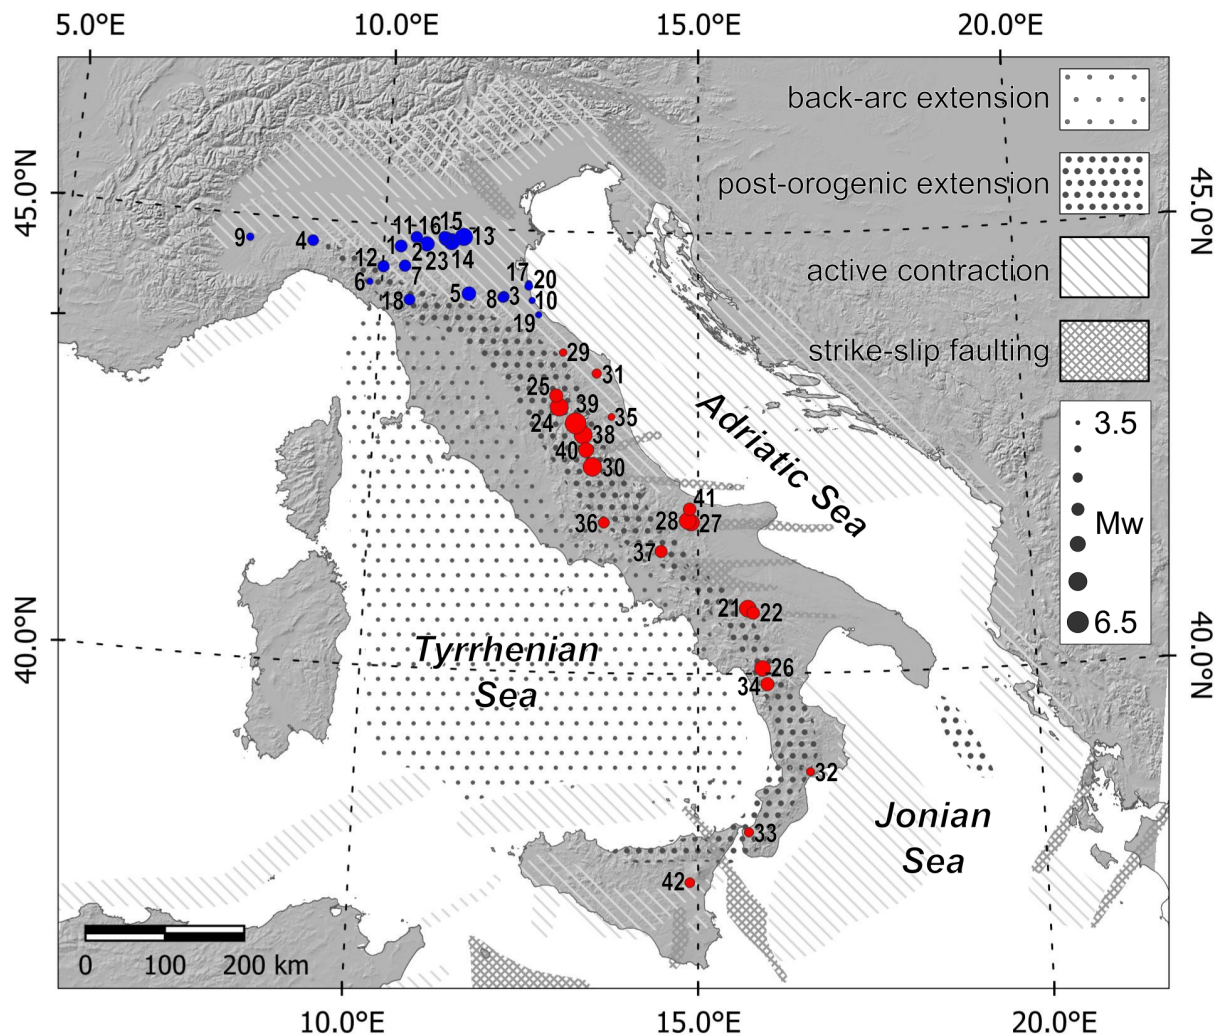 5.0°E
10.0°E
15.0°E
20.0°E
back-arc extension
post-orogenic extension
active contraction
strike-slip faulting
3.5
Mw
6.5
45.0°N
45.0°N
40.0°N
40.0°N
9
4
11
16
15
13
1
2
23
14
12
7
6
18
5
8
3
17
20
10
19
29
31
25
39
24
35
38
40
30
41
28
27
36
37
21
22
26
34
32
33
42
Adriatic Sea
Tyrrhenian
Sea
Jonian
Sea
0
100
200 km
10.0°E
15.0°E
20.0°E